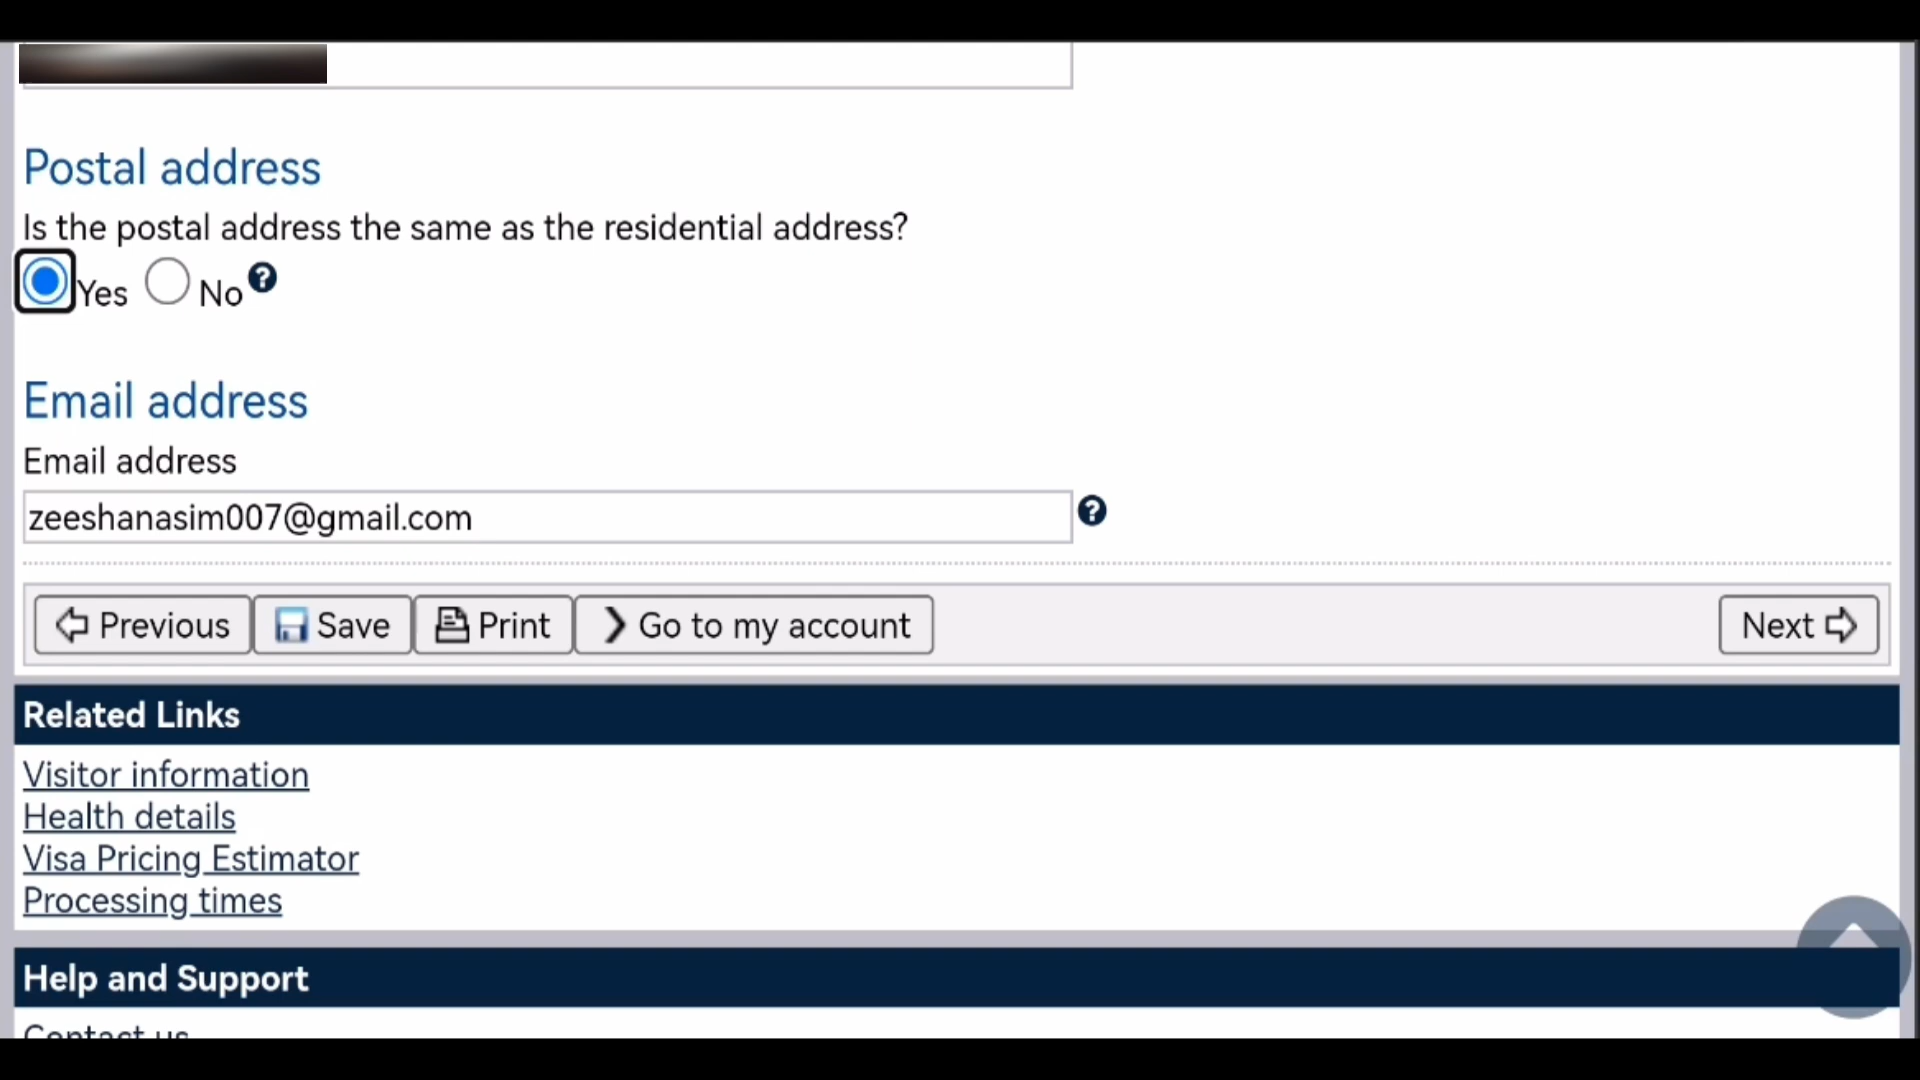 Postal address
Is the postal address the same as the residential address?
Yes No ?
Email address
Email address
zeeshanasim007@gmail.com ?
Previous Save Print Go to my account Next
Related Links
Visitor information
Health details
Visa Pricing Estimator
Processing times
Help and Support
Contact us